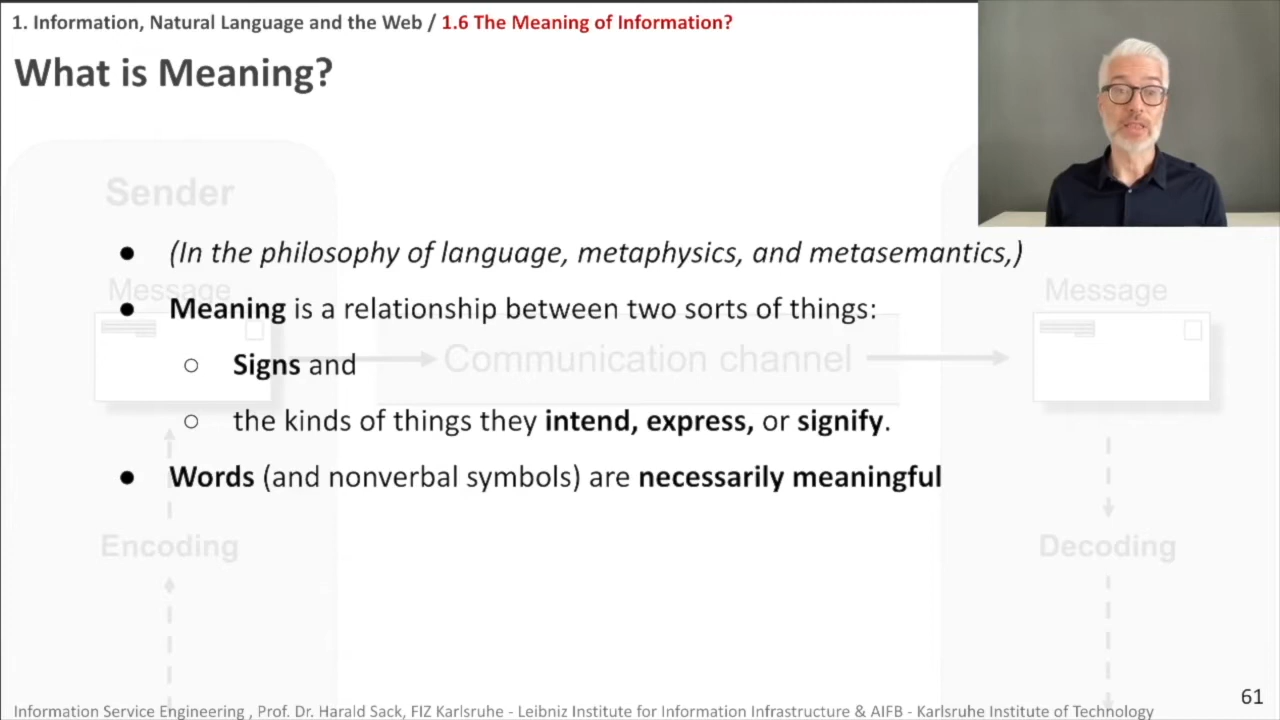 1. Information, Natural Language and the Web / 1.6 The Meaning of Information?
What is Meaning?
Sender
● (In the philosophy of language, metaphysics, and metasemantics,)
Message
Message
● Meaning is a relationship between two sorts of things:
○ Signs and
Communication channel
○ the kinds of things they intend, express, or signify.
● Words (and nonverbal symbols) are necessarily meaningful
Encoding
Decoding
61
Information Service Engineering , Prof. Dr. Harald Sack, FIZ Karlsruhe - Leibniz Institute for Information Infrastructure & AIFB - Karlsruhe Institute of Technology